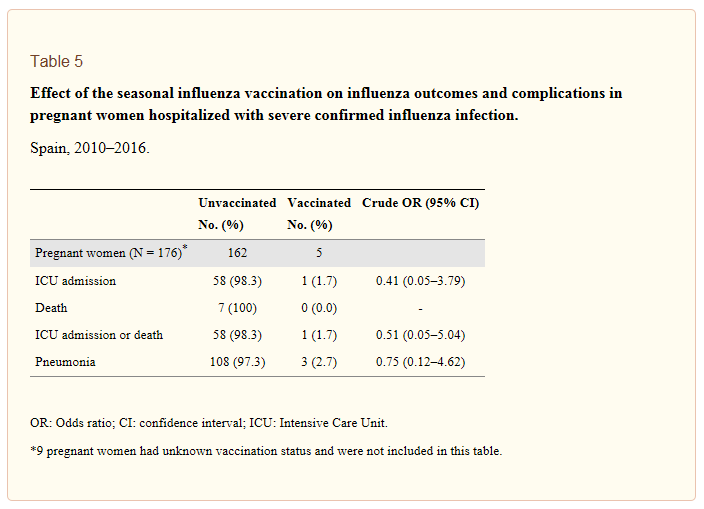 Table 5
Effect of the seasonal influenza vaccination on influenza outcomes and complications in
pregnant women hospitalized with severe confirmed influenza infection.
Spain, 2010–2016.
Unvaccinated Vaccinated Crude OR (95% CI)
No. (%) No. (%)
Pregnant women (N = 176)* 162 5
ICU admission 58 (98.3) 1 (1.7) 0.41 (0.05–3.79)
Death 7 (100) 0 (0.0) -
ICU admission or death 58 (98.3) 1 (1.7) 0.51 (0.05–5.04)
Pneumonia 108 (97.3) 3 (2.7) 0.75 (0.12–4.62)
OR: Odds ratio; CI: confidence interval; ICU: Intensive Care Unit.
*9 pregnant women had unknown vaccination status and were not included in this table.